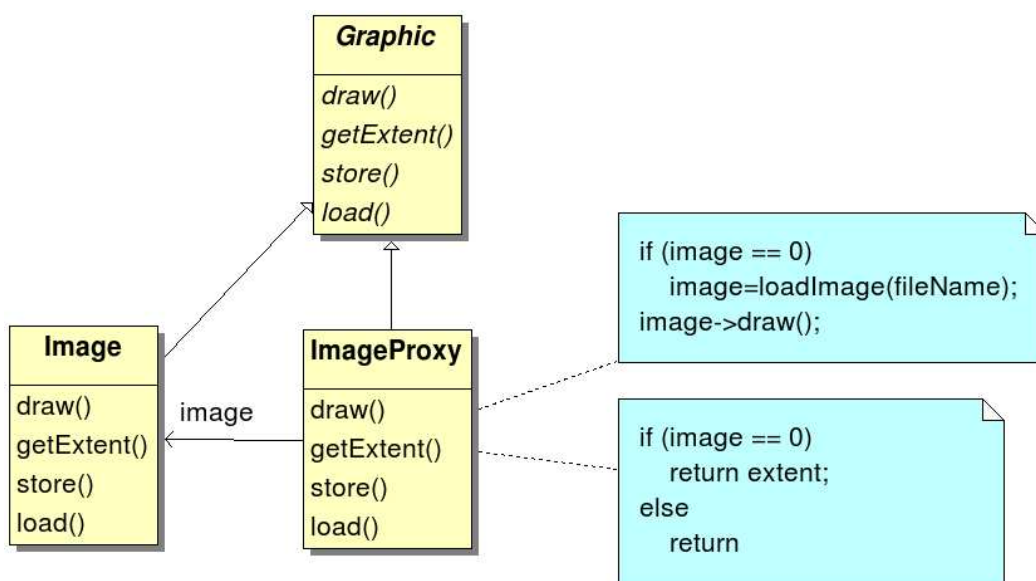 Graphic
draw()
getExtent()
store()
load()
Image
draw()
getExtent()
store()
load()
image
ImageProxy
draw()
getExtent()
store()
load()
if (image == 0)
image=loadImage(fileName);
image->draw();
if (image == 0)
return extent;
else
return